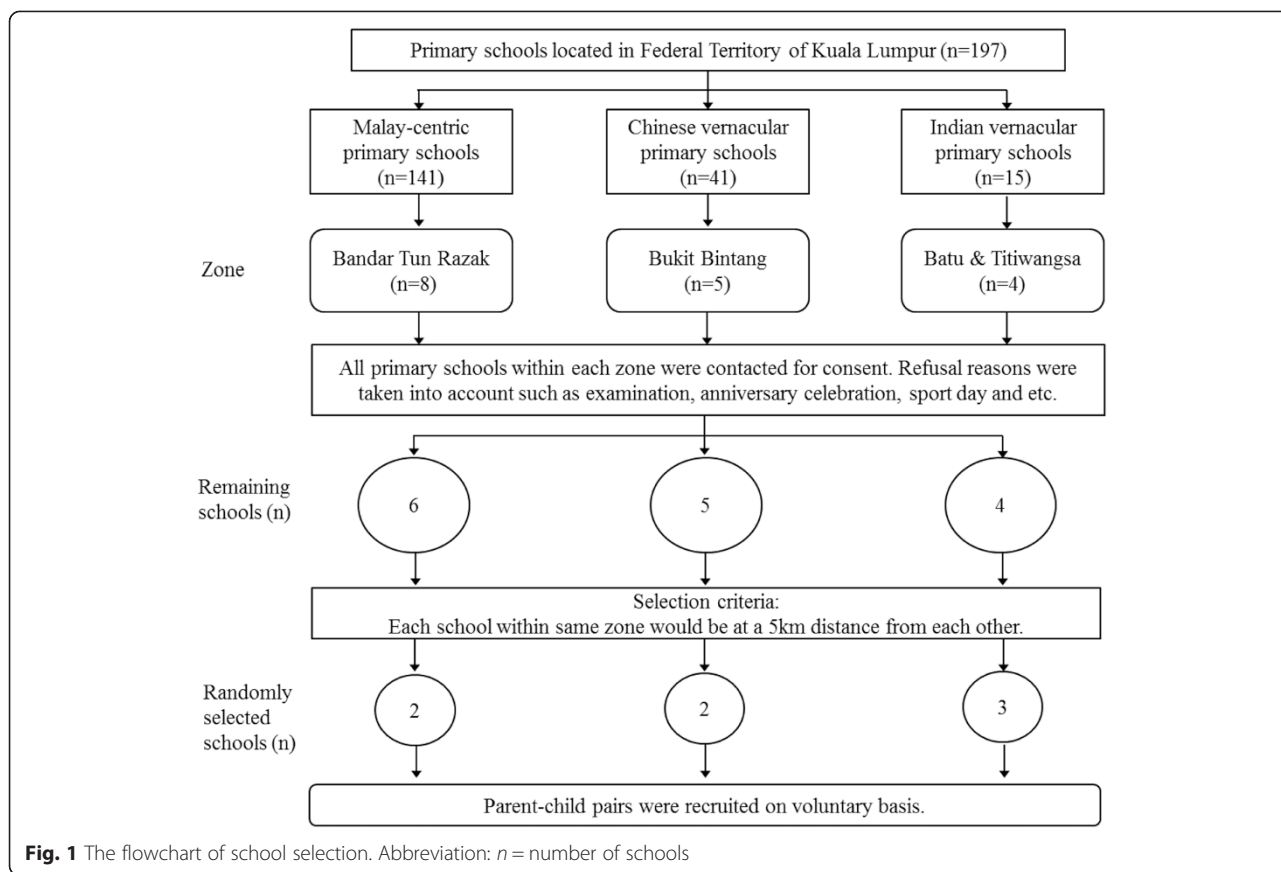 Primary schools located in Federal Territory of Kuala Lumpur (n=197)
Malay-centric
primary schools
(n=141)
Chinese vernacular
primary schools
(n=41)
Indian vernacular
primary schools
(n=15)
Zone
Bandar Tun Razak
(n=8)
Bukit Bintang
(n=5)
Batu & Titiwangsa
(n=4)
All primary schools within each zone were contacted for consent. Refusal reasons were
taken into account such as examination, anniversary celebration, sport day and etc.
Remaining
schools (n)
6
5
4
Selection criteria:
Each school within same zone would be at a 5km distance from each other.
Randomly
selected
schools (n)
2
2
3
Parent-child pairs were recruited on voluntary basis.
Fig. 1 The flowchart of school selection. Abbreviation: n = number of schools